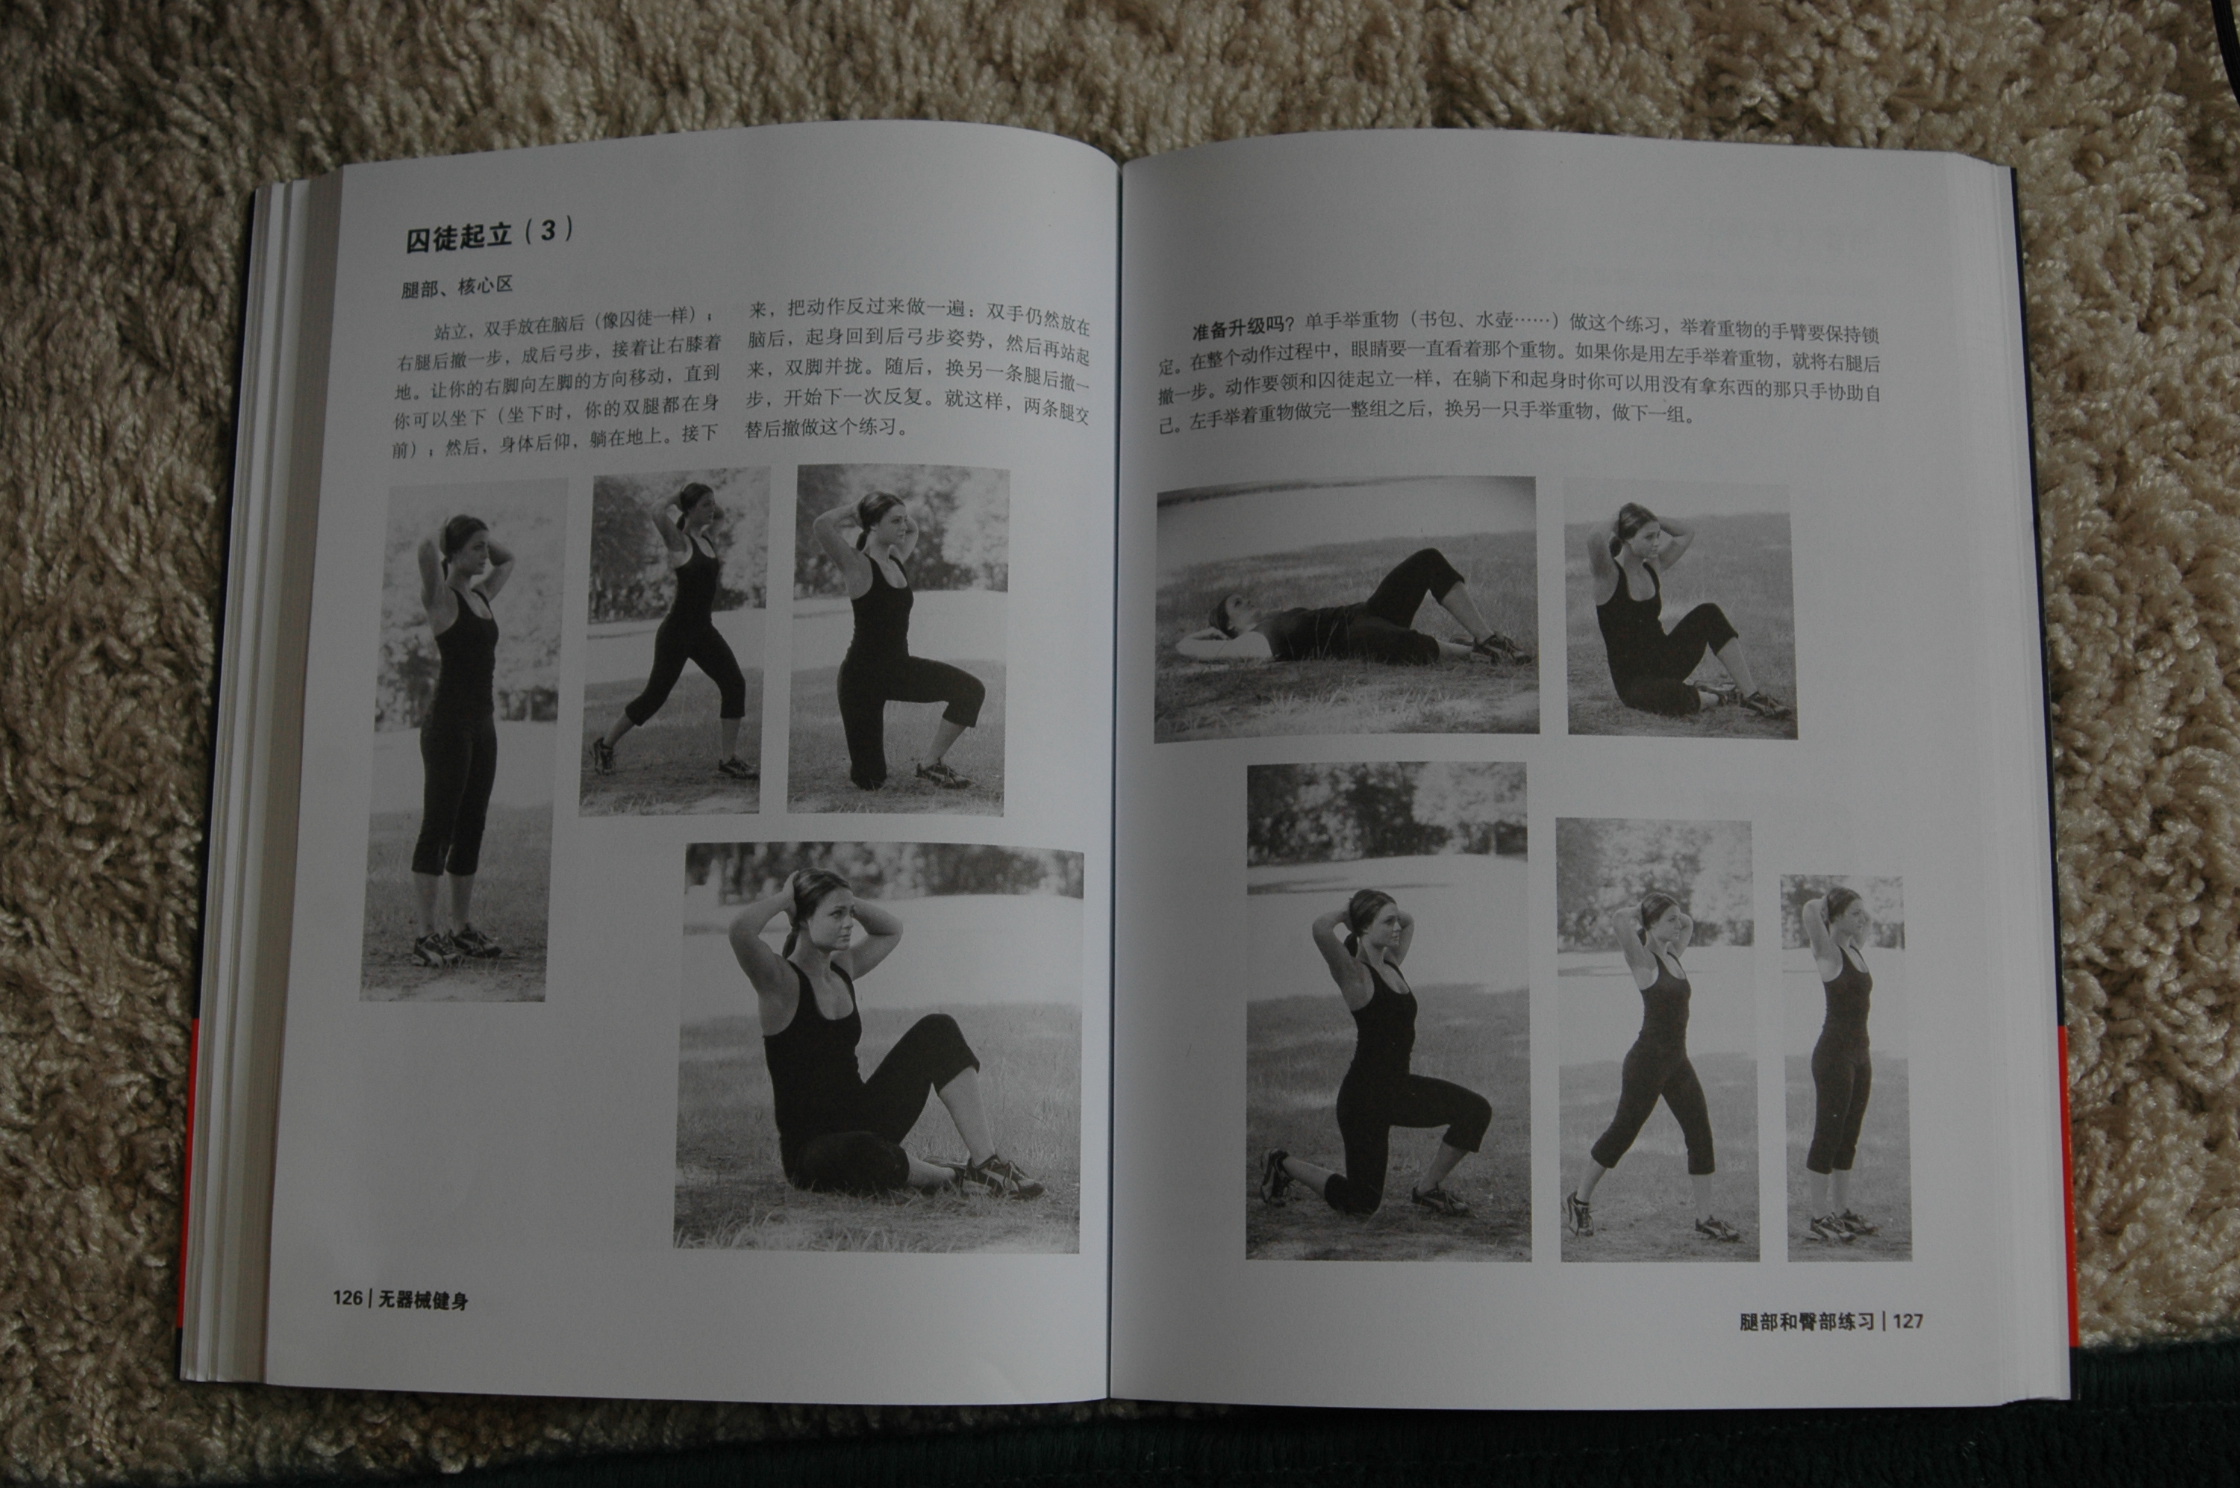 囚徒起立（3）
腿部、核心区
站立，双手放在脑后（像囚徒一样），
右腿后撤一步，成后弓步，接着让右膝着
地。让你的右脚向左脚的方向移动，直到
你可以坐下（坐下时，你的双腿都在身
前），然后，身体后仰，躺在地上。接下
来，把动作反过来做一遍：双手仍然放在
脑后，起身回到后弓步姿势，然后再站起
来，双脚并拢。随后，换另一条腿后撤一
步，开始下一次反复。就这样，两条腿交
替后撤做这个练习。
126 | 无器械健身
准备升级吗？单手举重物（书包、水壶……）做这个练习，举着重物的手臂要保持锁
定。在整个动作过程中，眼睛要一直看着那个重物。如果你是用左手举着重物，就将右腿后
撤一步。动作要领和囚徒起立一样，在躺下和起身时你可以用没有拿东西的那只手协助自
己。左手举着重物做完一整组之后，换另一只手举重物，做下一组。
腿部和臀部练习 | 127